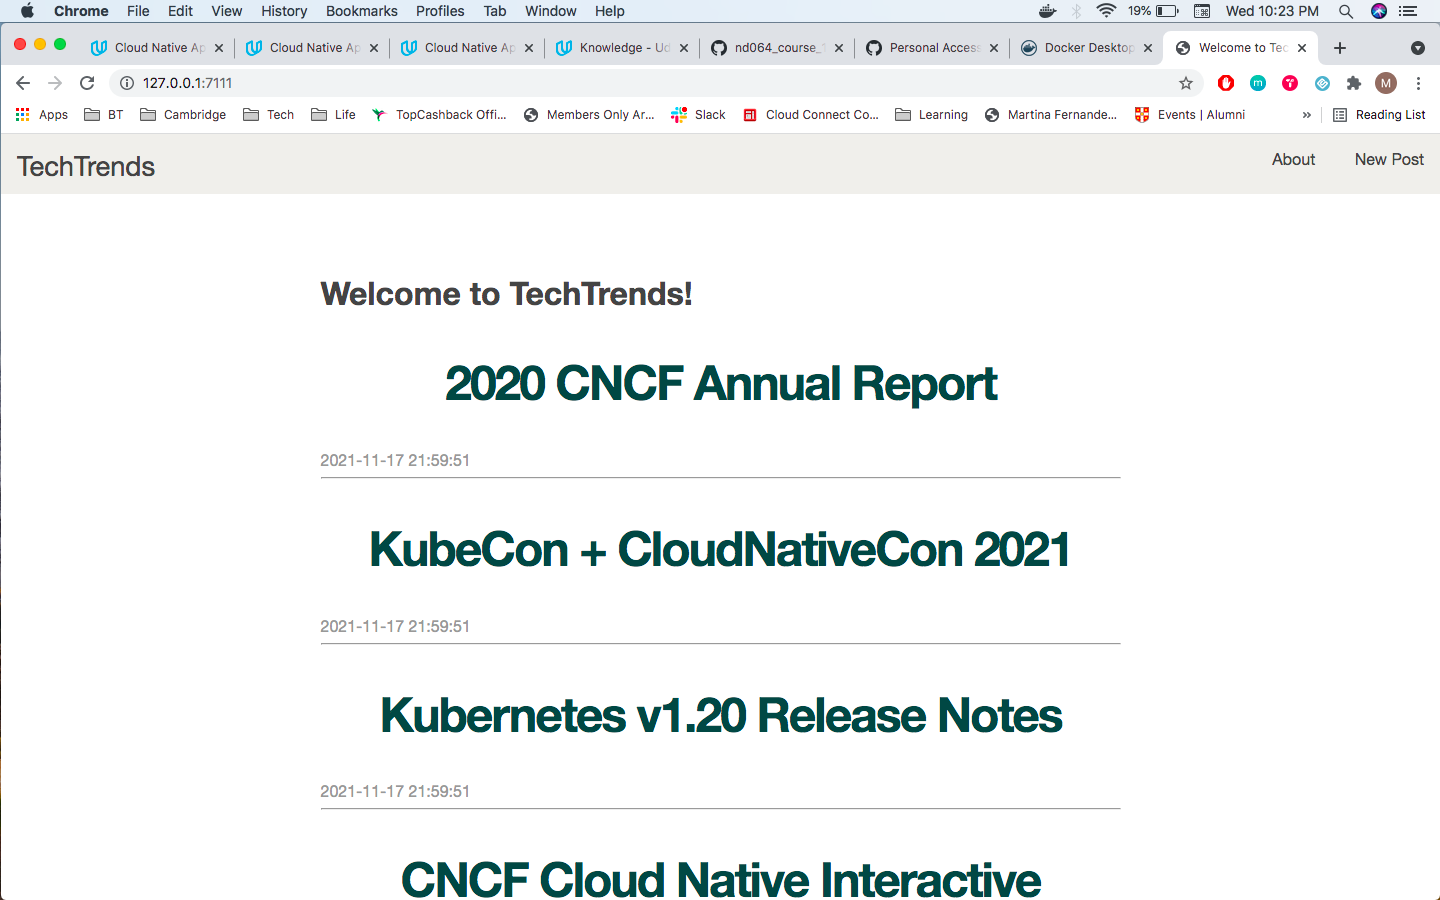 Chrome File Edit View History Bookmarks Profiles Tab Window Help 19% Wed 10:23 PM
Cloud Native Ap Cloud Native Ap Cloud Native Ap Knowledge - Ud nd064_course_ Personal Access Docker Desktop Welcome to Tec
127.0.0.1:7111 M
Apps BT Cambridge Tech Life TopCashback Offi... Members Only Ar... Slack Cloud Connect Co... Learning Martina Fernande... Events | Alumni » Reading List
TechTrends About New Post
Welcome to TechTrends!
2020 CNCF Annual Report
2021-11-17 21:59:51
KubeCon + CloudNativeCon 2021
2021-11-17 21:59:51
Kubernetes v1.20 Release Notes
2021-11-17 21:59:51
CNCF Cloud Native Interactive